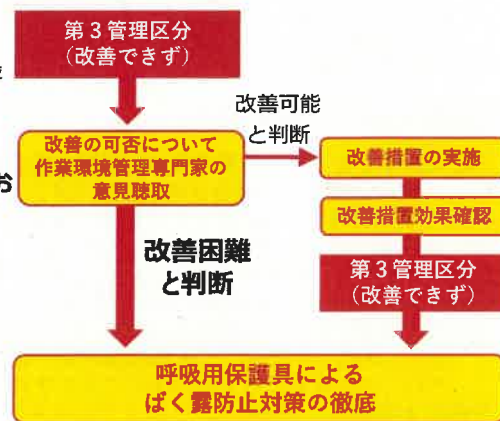 第３管理区分
（改善できず）
改善可能
と判断
改善の可否について
作業環境管理専門家の
意見聴取
改善措置の実施
お
改善措置効果確認
改善困難
と判断
第３管理区分
（改善できず）
呼吸用保護具による
ばく露防止対策の徹底